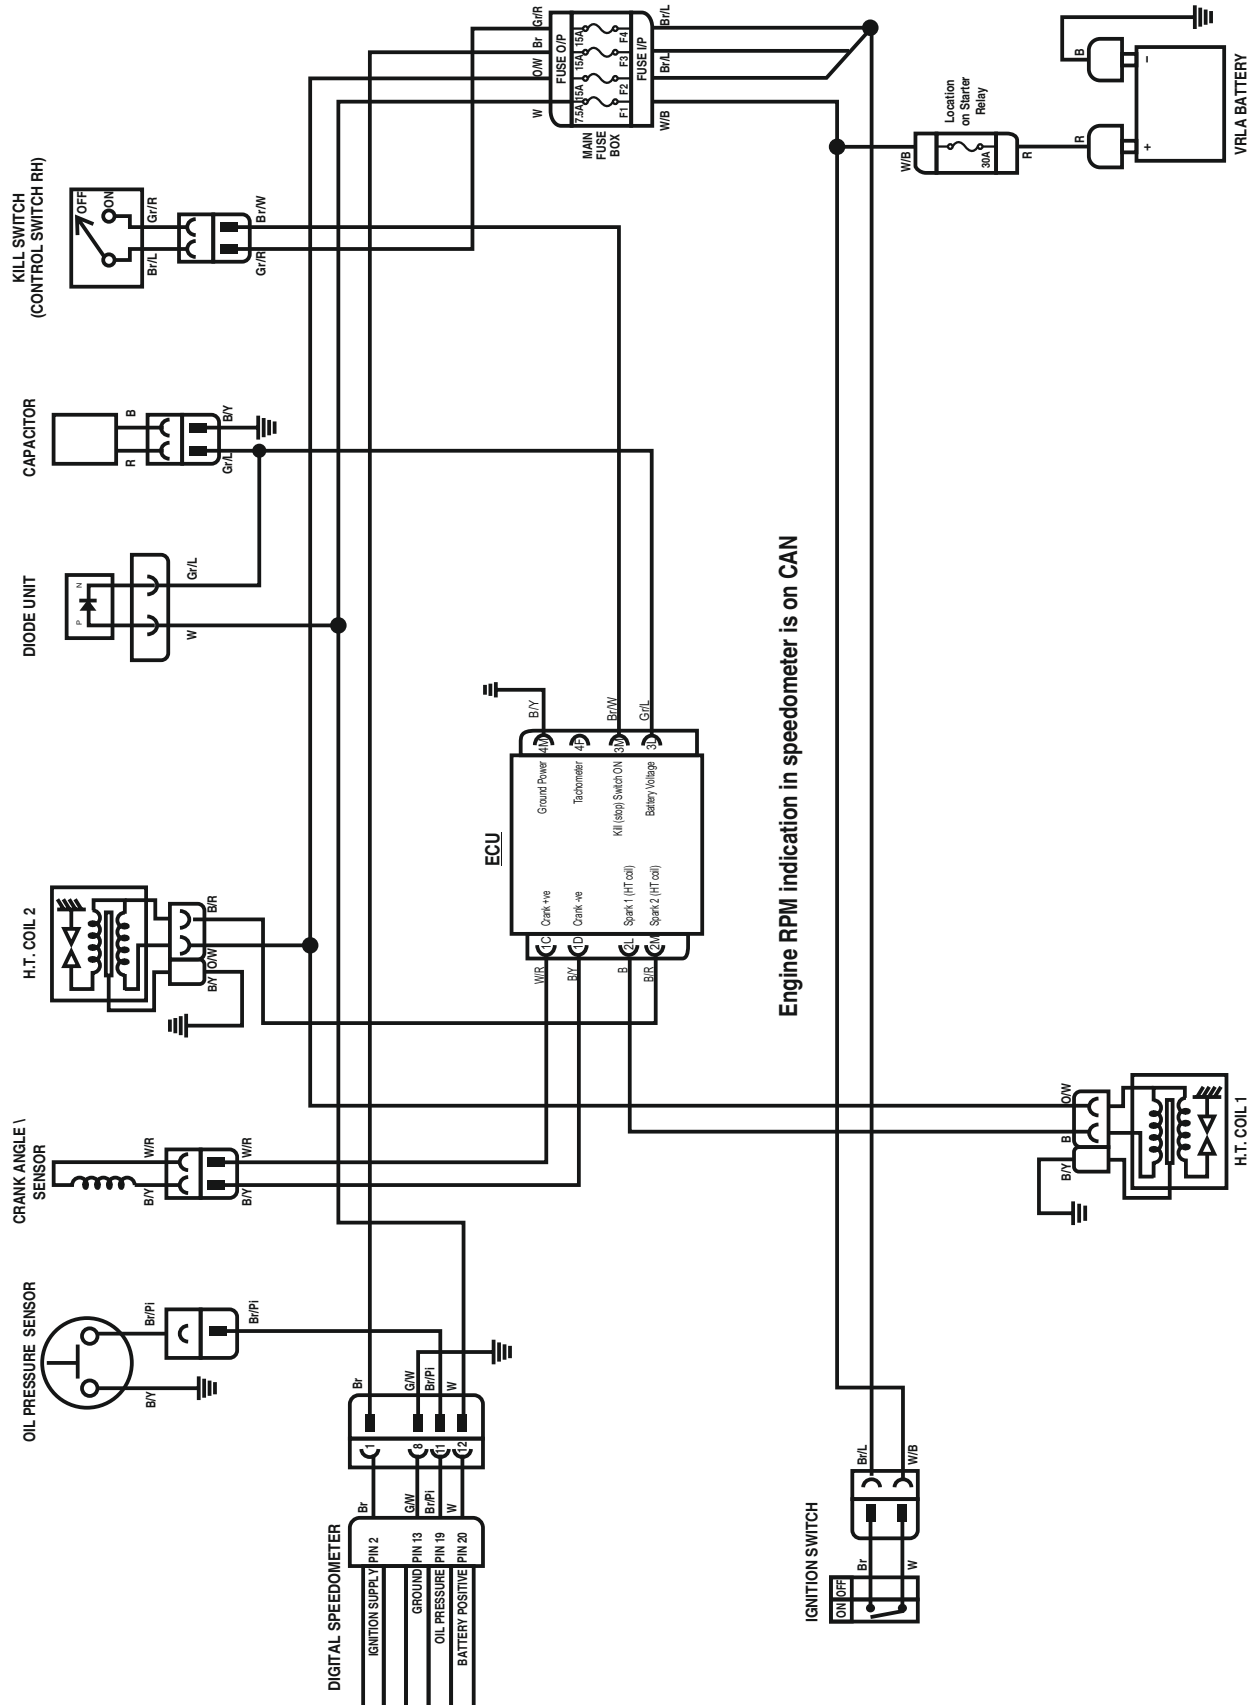 KILL SWITCH
(CONTROL SWITCH RH)
OFF
ON
Br/L
Gr/R
Gr/R
Br/W
CAPACITOR
R
B
Gr/L
B/Y
DIODE UNIT
P
N
W
Gr/L
H.T. COIL 2
B/Y
O/W
B/R
CRANK ANGLE \
SENSOR
B/Y
W/R
B/Y
W/R
OIL PRESSURE SENSOR
B/Y
Br/Pi
Br/Pi
MAIN
FUSE
BOX
W
O/W
Br
Gr/R
FUSE O/P
7.5A
15A
15A
15A
F1
F2
F3
F4
FUSE I/P
W/B
Br/L
Br/L
W/B
Location
on Starter
Relay
30A
R
R
B
+
-
VRLA BATTERY
ECU
B/Y
Br/W
Gr/L
4M
4F
3M
3L
Ground Power
Tachometer
Kill (stop) Switch ON
Battery Voltage
Crank +ve
Crank -ve
Spark 1 (HT coil)
Spark 2 (HT coil)
1C
1D
2L
2M
W/R
B/Y
B
B/R
Engine RPM indication in speedometer is on CAN
DIGITAL SPEEDOMETER
IGNITION SUPPLY
GROUND
OIL PRESSURE
BATTERY POSITIVE
PIN 2
PIN 13
PIN 19
PIN 20
Br
G/W
Br/Pi
W
1
8
11
12
Br
G/W
Br/Pi
W
IGNITION SWITCH
ON
OFF
Br
W
Br/L
W/B
B/Y
B
O/W
H.T. COIL 1